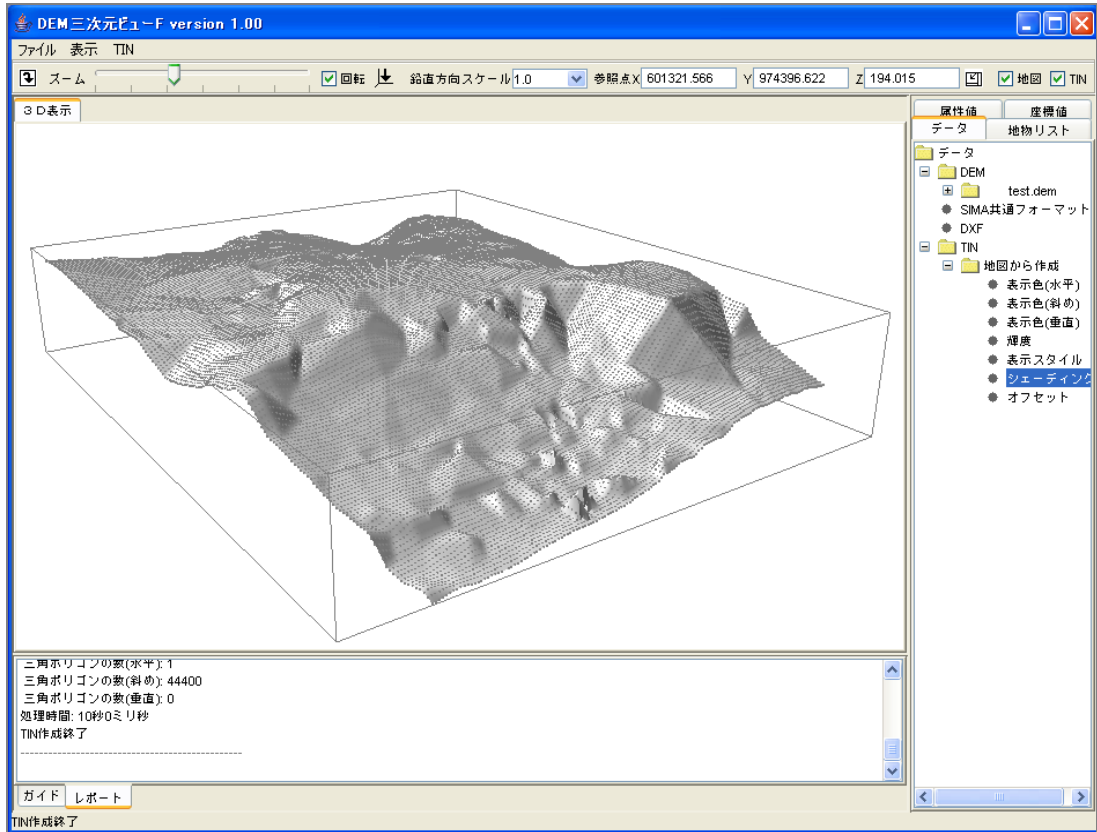 DEM三次元ビューF version 1.00
ファイル 表示 TIN
ズーム 回転 鉛直方向スケール 1.0 参照点X 601321.566 Y 974396.622 Z 194.015 地図 TIN
3D表示
属性値 座標値
データ 地物リスト
データ
DEM
test.dem
SIMA共通フォーマット
DXF
TIN
地図から作成
表示色(水平)
表示色(斜め)
表示色(垂直)
輝度
表示スタイル
シェーディング
オフセット
三角ポリゴンの数(水平): 1
三角ポリゴンの数(斜め): 44400
三角ポリゴンの数(垂直): 0
処理時間: 10秒0ミリ秒
TIN作成終了
--------------------------------------------------
ガイド レポート
TIN作成終了